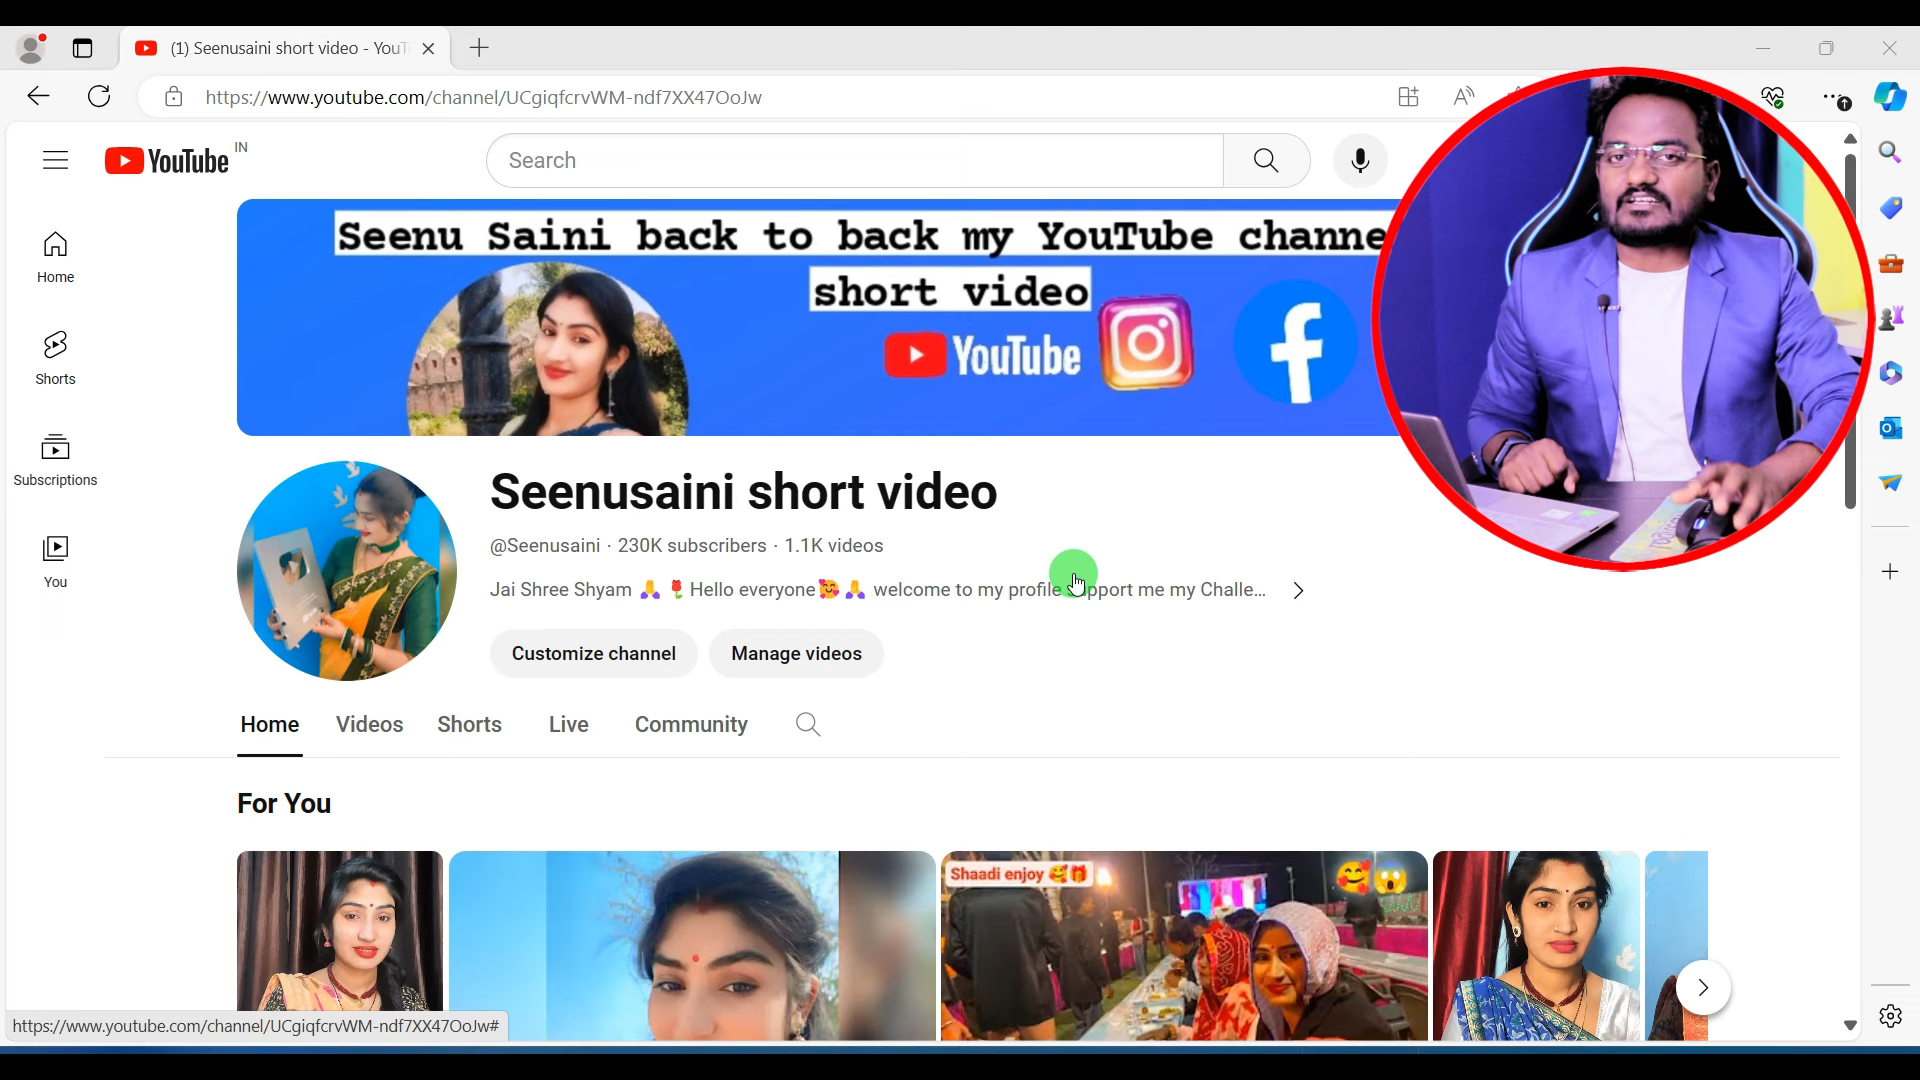 (1) Seenusaini short video - YouT
https://www.youtube.com/channel/UCgiqfcrvWM-ndf7XX47OoJw
YouTube IN
Search
Home
Shorts
Subscriptions
You
Seenu Saini back to back my YouTube channe
short video
YouTube
Seenusaini short video
@Seenusaini · 230K subscribers · 1.1K videos
Jai Shree Shyam 🙏🌷Hello everyone🥰🙏 welcome to my profile support me my Challe...
Customize channel
Manage videos
Home
Videos
Shorts
Live
Community
For You
Shaadi enjoy 🥰🎁
https://www.youtube.com/channel/UCgiqfcrvWM-ndf7XX47OoJw#